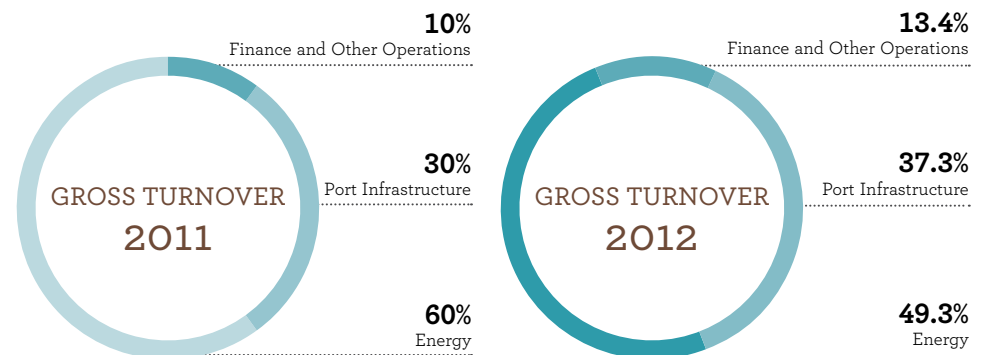 10%
Finance and Other Operations
30%
Port Infrastructure
GROSS TURNOVER
2011
60%
Energy
13.4%
Finance and Other Operations
37.3%
Port Infrastructure
GROSS TURNOVER
2012
49.3%
Energy